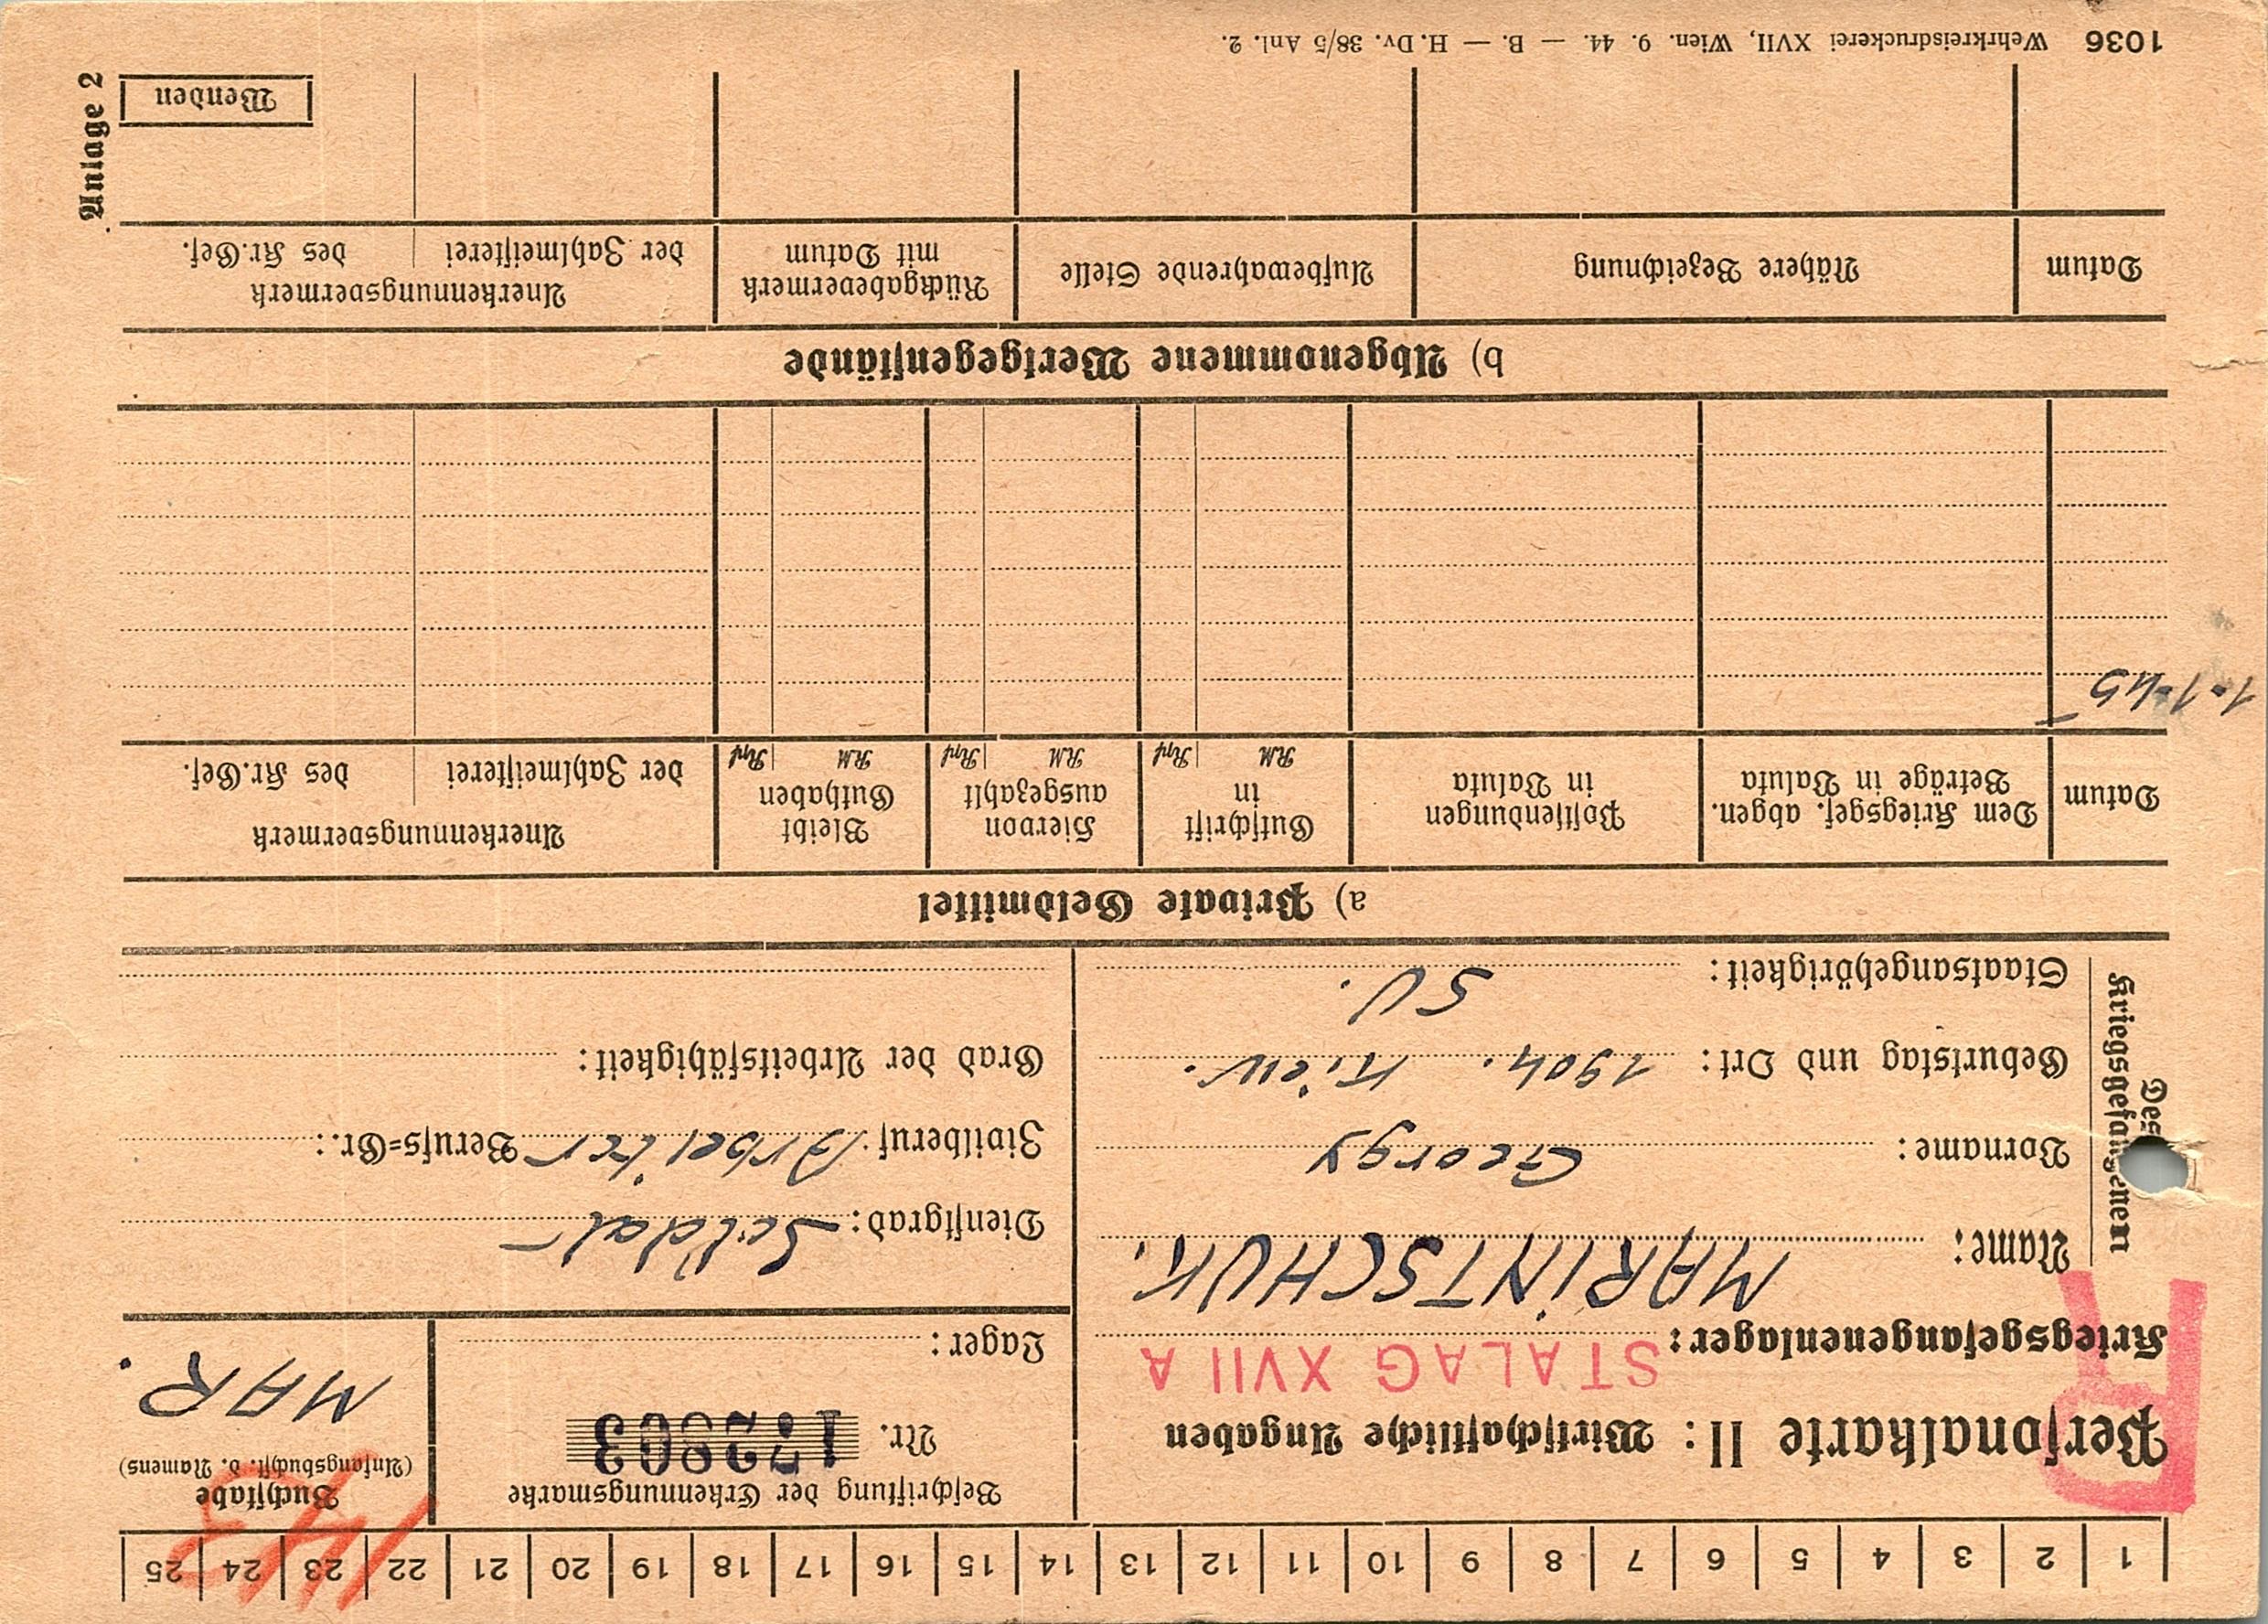 1 2 3 4 5 6 7 8 9 10 11 12 13 14 15 16 17 18 19 20 21 22 23 24 25
R
Personalkarte II: Wirtschaftliche Angaben
Kriegsgefangenenlager: STALAG XVII A
Beschriftung der Erkennungsmarke
Nr. 172803
Lager:
Buchstabe
(Anfangsbuchst. d. Namens)
MAR.
Des Kriegsgefangenen
Name: MARINTSCHUK.
Vorname: Georgy
Geburtstag und Ort: 1904. Kiew.
Staatsangehörigkeit: SU.
Dienstgrad: Soldat
Zivilberuf: Arbeiter Berufs-Gr.:
Grad der Arbeitsfähigkeit:
a) Private Geldmittel
Datum
Dem Kriegsgef. abgen.
Beträge in Valuta
Postsendungen
in Valuta
Gutschrift
in
RM Rpf
Hiervon
ausgezahlt
RM Rpf
Bleibt
Guthaben
RM Rpf
Anerkennungsvermerk
der Zahlmeisterei
des Kr.Gef.
1.1.45
b) Abgenommene Wertgegenstände
Datum
Nähere Bezeichnung
Aufbewahrende Stelle
Rückgabevermerk
mit Datum
Anerkennungsvermerk
der Zahlmeisterei
des Kr.Gef.
Wenden
Anlage 2
1036 Wehrkreisdruckerei XVII, Wien. 9. 44. — B. — H. Dv. 38/5 Anl. 2.